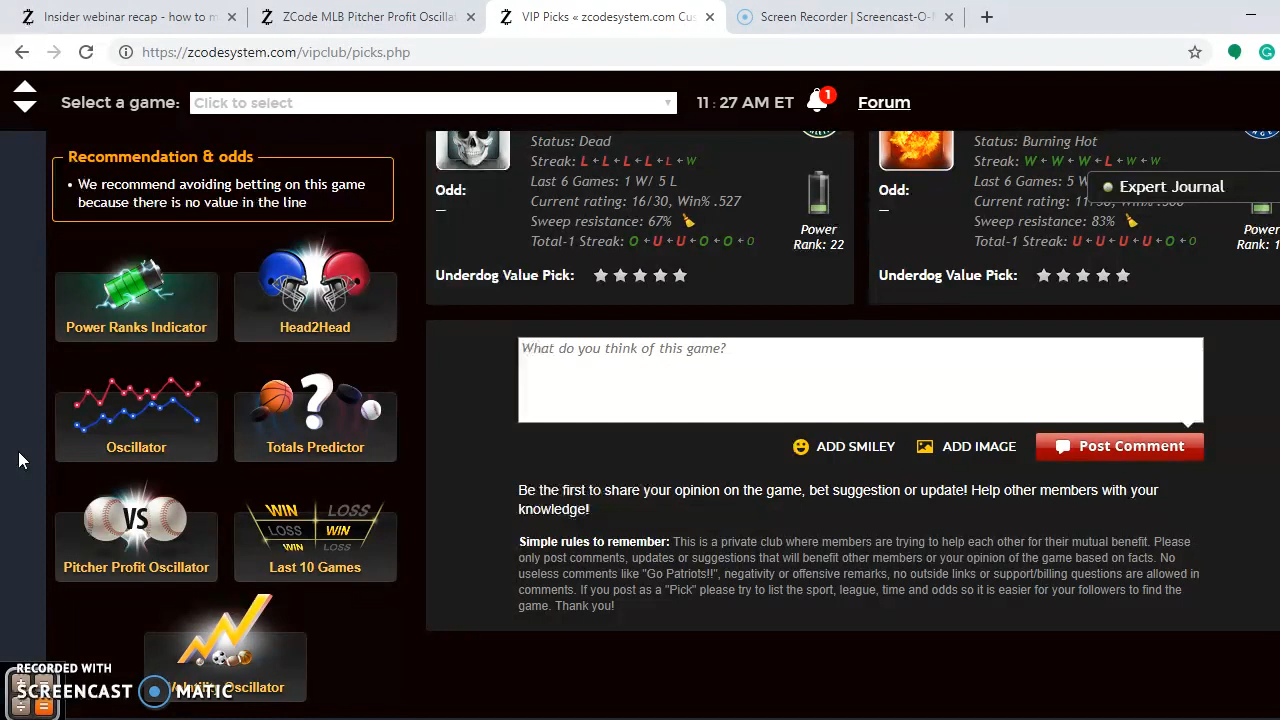 Insider webinar recap - how to m
ZCode MLB Pitcher Profit Oscillat
VIP Picks « zcodesystem.com Cus
Screen Recorder | Screencast-O-
https://zcodesystem.com/vipclub/picks.php
Select a game:
Click to select
11 : 27 AM ET
1
Forum
Recommendation & odds
• We recommend avoiding betting on this game
because there is no value in the line
Power Ranks Indicator
Head2Head
Oscillator
Totals Predictor
VS
Pitcher Profit Oscillator
WIN LOSS
LOSS WIN
WIN LOSS
Last 10 Games
Oscillator
Status: Dead
Streak: L L L L L W
Odd:
—
Last 6 Games: 1 W/ 5 L
Current rating: 16/30, Win% .527
Sweep resistance: 67%
Total-1 Streak: O U U O O O
Power
Rank: 22
Underdog Value Pick:
Status: Burning Hot
Streak: W W W L W W
Odd:
—
Last 6 Games: 5 W
Expert Journal
Sweep resistance: 83%
Total-1 Streak: U U U U O O
Power
Rank: 1
Underdog Value Pick:
What do you think of this game?
ADD SMILEY
ADD IMAGE
Post Comment
Be the first to share your opinion on the game, bet suggestion or update! Help other members with your
knowledge!
Simple rules to remember: This is a private club where members are trying to help each other for their mutual benefit. Please
only post comments, updates or suggestions that will benefit other members or your opinion of the game based on facts. No
useless comments like "Go Patriots!!", negativity or offensive remarks, no outside links or support/billing questions are allowed in
comments. If you post as a "Pick" please try to list the sport, league, time and odds so it is easier for your followers to find the
game. Thank you!
RECORDED WITH
SCREENCAST MATIC